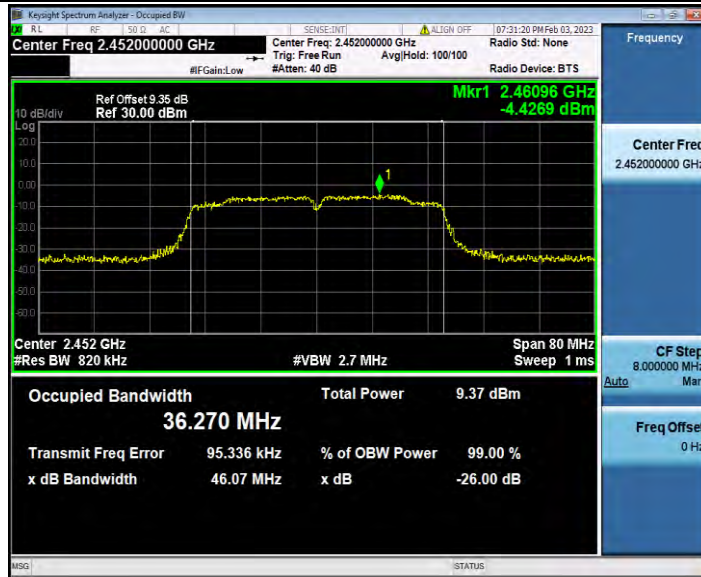 Keysight Spectrum Analyzer - Occupied BW
RL RF 50 Ω AC SENSE:INT ALIGN OFF 07:31:20 PM Feb 03, 2023
Center Freq 2.452000000 GHz Center Freq: 2.452000000 GHz Radio Std: None Frequency
Trig: Free Run Avg|Hold: 100/100
#IFGain:Low #Atten: 40 dB Radio Device: BTS
Mkr1 2.46096 GHz
-4.4269 dBm
Ref Offset 9.35 dB
10 dB/div Ref 30.00 dBm
Log
20.0
10.0
0.00
-10.0
-20.0
-30.0
-40.0
-50.0
-60.0
1
Center Freq
2.452000000 GHz
Center 2.452 GHz Span 80 MHz
#Res BW 820 kHz #VBW 2.7 MHz Sweep 1 ms
CF Step
8.000000 MHz
Auto Man
Occupied Bandwidth Total Power 9.37 dBm
36.270 MHz
Freq Offset
0 Hz
Transmit Freq Error 95.336 kHz % of OBW Power 99.00 %
x dB Bandwidth 46.07 MHz x dB -26.00 dB
MSG STATUS